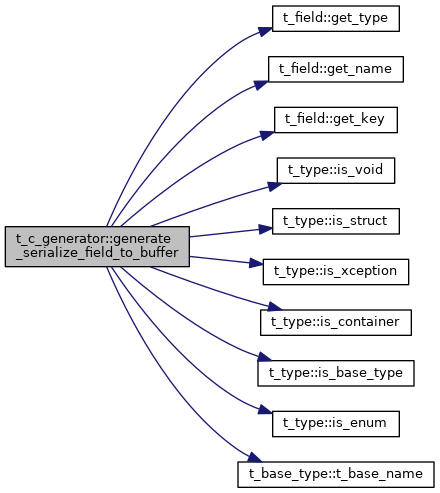 t_field::get_type
t_field::get_name
t_field::get_key
t_type::is_void
t_c_generator::generate
_serialize_field_to_buffer
t_type::is_struct
t_type::is_xception
t_type::is_container
t_type::is_base_type
t_type::is_enum
t_base_type::t_base_name